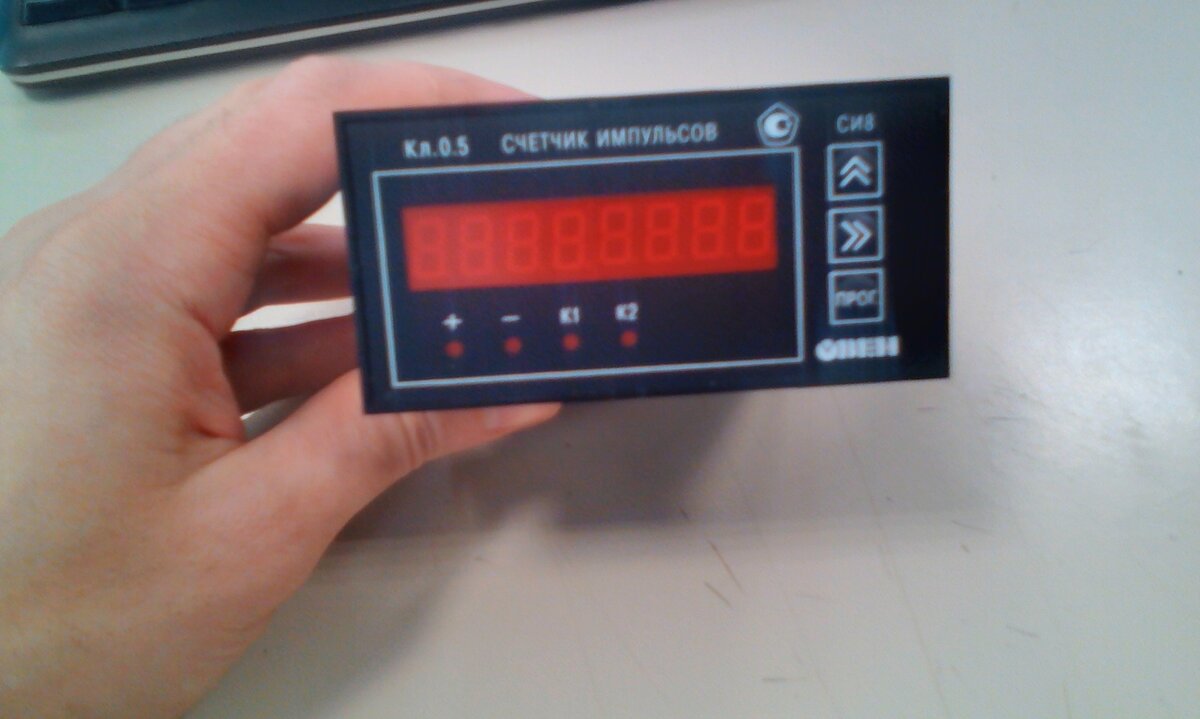 Кл.0.5 СЧЕТЧИК ИМПУЛЬСОВ
СИ8
+ − К1 К2
ПРОГ
ОВЕН